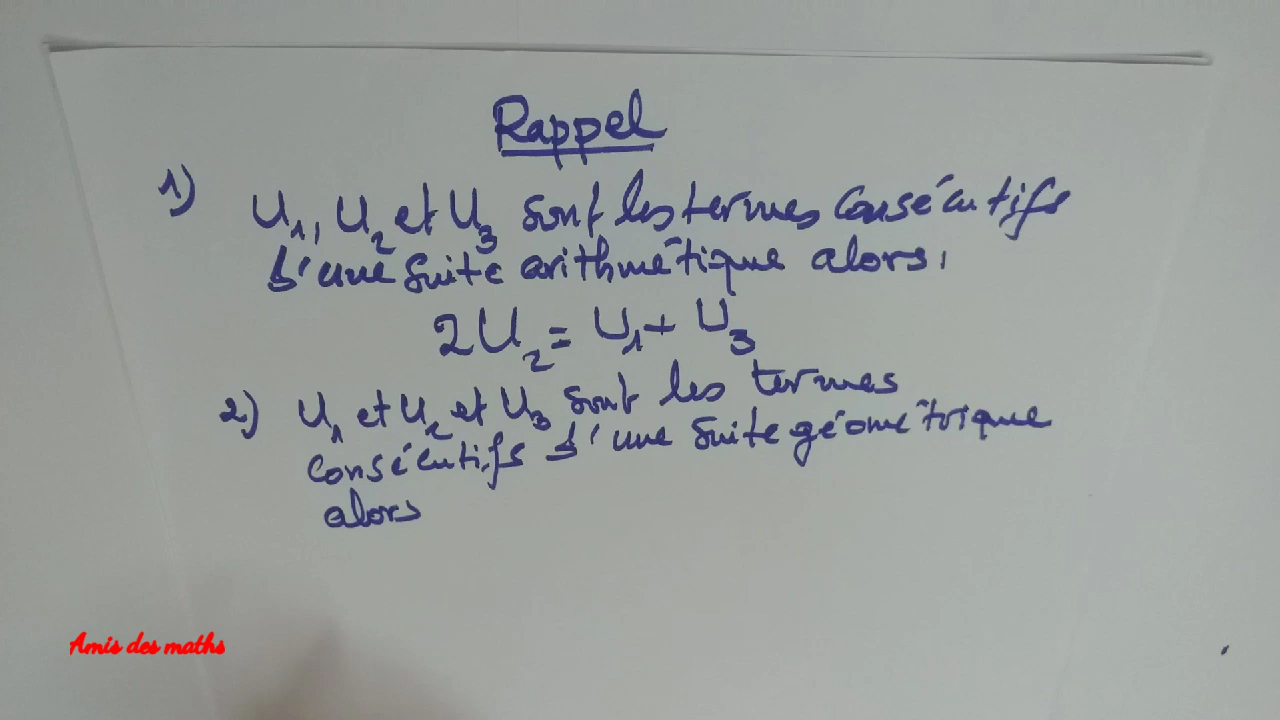 Rappel
1) U1, U2 et U3 sont les termes consécutifs
d'une suite arithmétique alors,
2U2 = U1 + U3
2) U1 et U2 et U3 sont les termes
consécutifs d'une suite géométrique
alors
Amis des maths